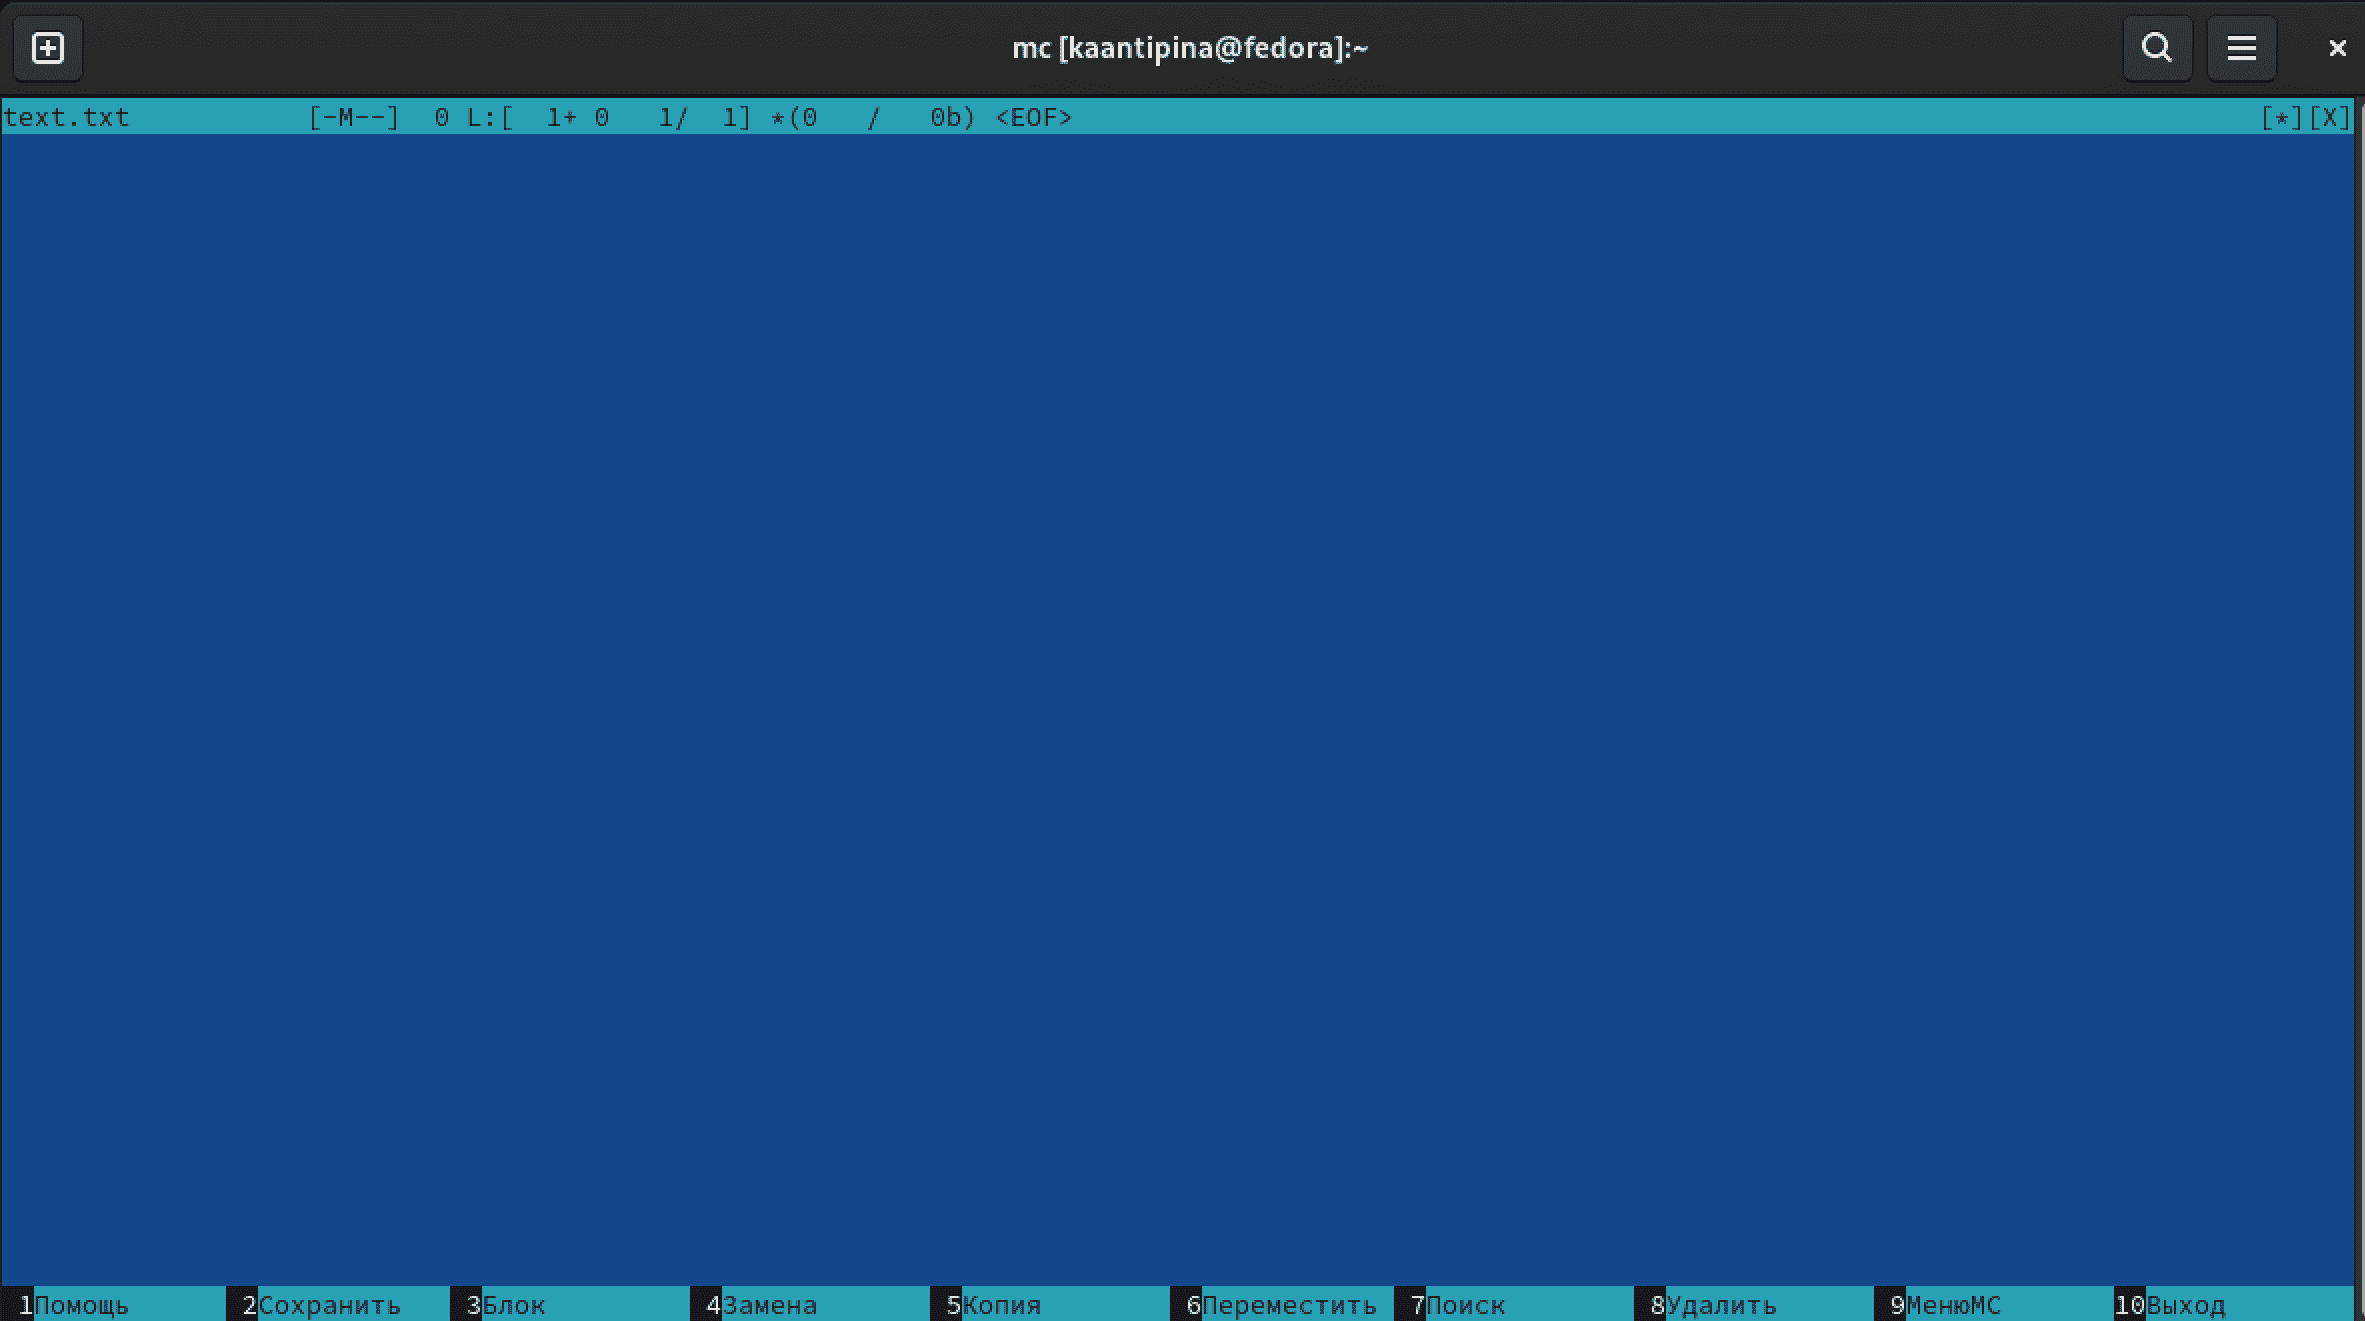 mc [kaantipina@fedora]:~
text.txt [-M--] 0 L:[ 1+ 0 1/ 1] *(0 / 0b) <EOF> [*][X]
1Помощь 2Сохранить 3Блок 4Замена 5Копия 6Переместить 7Поиск 8Удалить 9МенюMC 10Выход